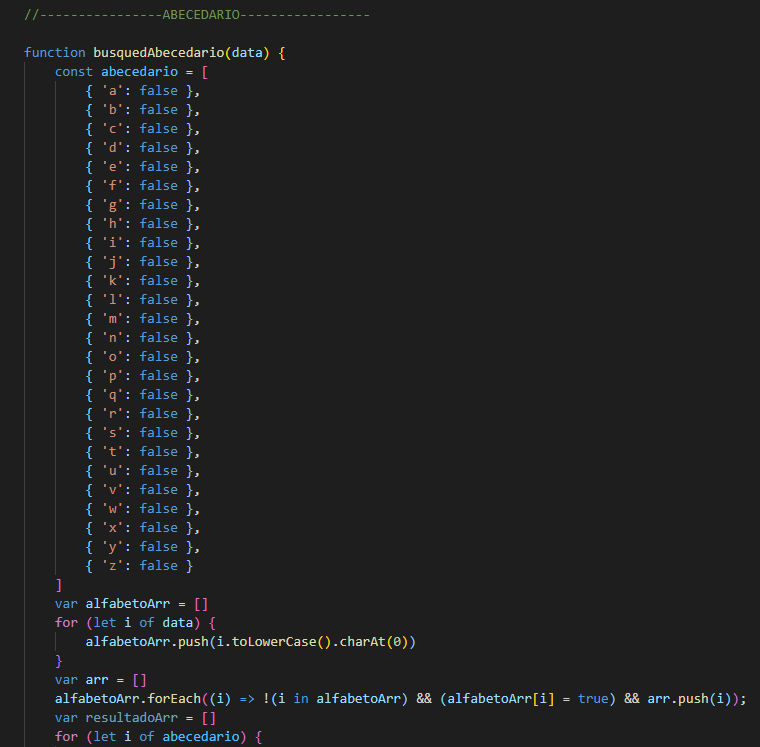 //----------------ABECEDARIO-----------------
function busquedAbecedario(data) {
const abecedario = [
{ 'a': false },
{ 'b': false },
{ 'c': false },
{ 'd': false },
{ 'e': false },
{ 'f': false },
{ 'g': false },
{ 'h': false },
{ 'i': false },
{ 'j': false },
{ 'k': false },
{ 'l': false },
{ 'm': false },
{ 'n': false },
{ 'o': false },
{ 'p': false },
{ 'q': false },
{ 'r': false },
{ 's': false },
{ 't': false },
{ 'u': false },
{ 'v': false },
{ 'w': false },
{ 'x': false },
{ 'y': false },
{ 'z': false }
]
var alfabetoArr = []
for (let i of data) {
alfabetoArr.push(i.toLowerCase().charAt(0))
}
var arr = []
alfabetoArr.forEach((i) => !(i in alfabetoArr) && (alfabetoArr[i] = true) && arr.push(i));
var resultadoArr = []
for (let i of abecedario) {